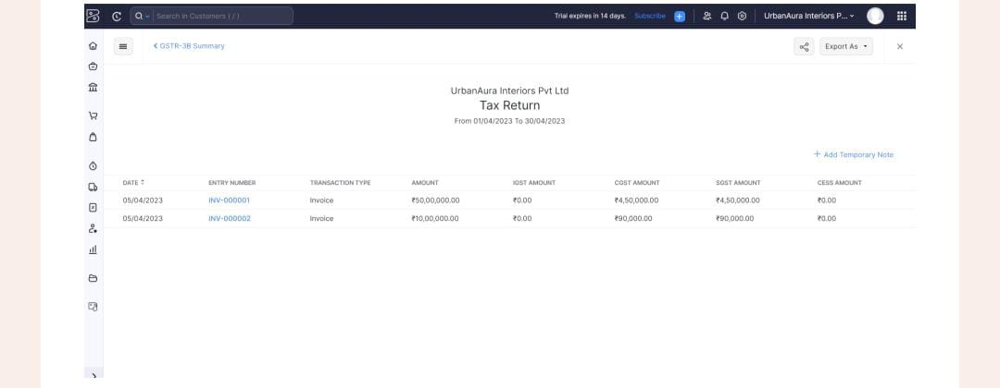 Search in Customers ( / )
Trial expires in 14 days. Subscribe
UrbanAura Interiors P...
GSTR-3B Summary
Export As
UrbanAura Interiors Pvt Ltd
Tax Return
From 01/04/2023 To 30/04/2023
+ Add Temporary Note
DATE ENTRY NUMBER TRANSACTION TYPE AMOUNT IGST AMOUNT CGST AMOUNT SGST AMOUNT CESS AMOUNT
05/04/2023 INV-000001 Invoice ₹50,00,000.00 ₹0.00 ₹4,50,000.00 ₹4,50,000.00 ₹0.00
05/04/2023 INV-000002 Invoice ₹10,00,000.00 ₹0.00 ₹90,000.00 ₹90,000.00 ₹0.00